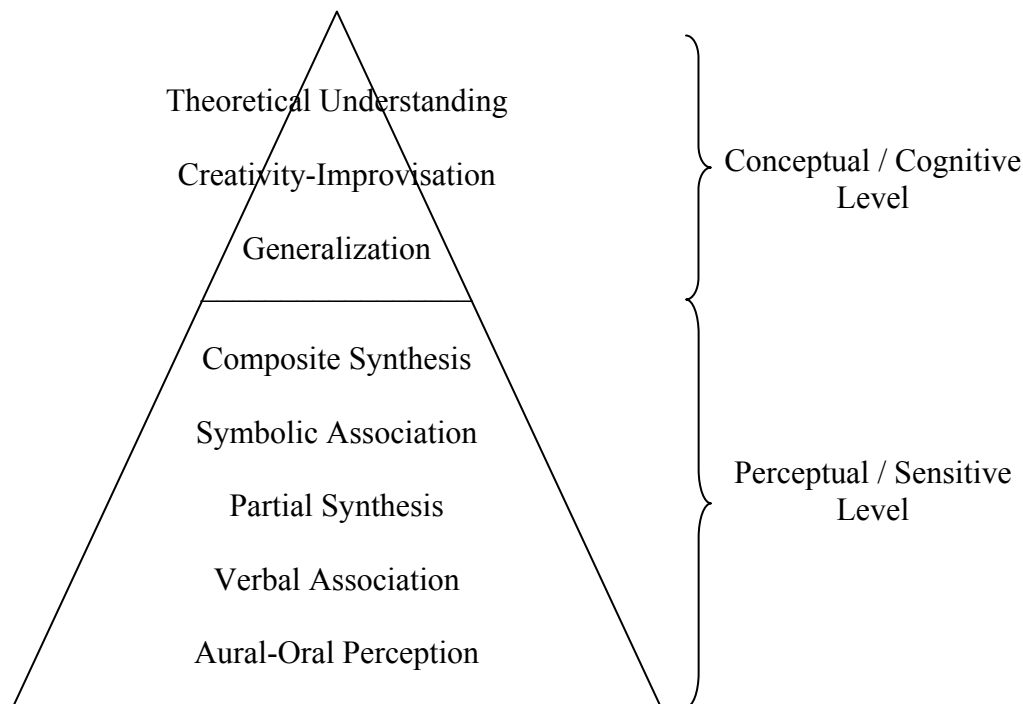 Theoretical Understanding
Creativity-Improvisation
Generalization
Conceptual / Cognitive
Level
Composite Synthesis
Symbolic Association
Partial Synthesis
Verbal Association
Aural-Oral Perception
Perceptual / Sensitive
Level